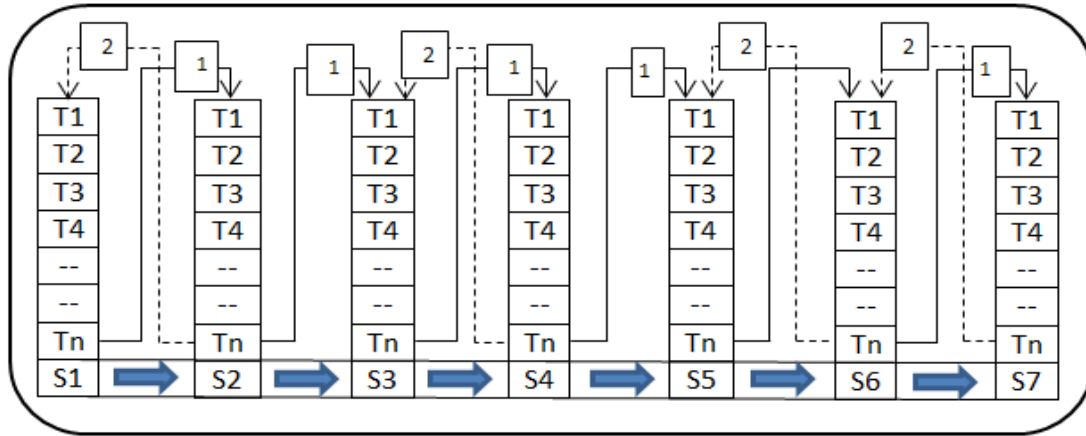 2 1 1 2 1 1 2 2 1
T1 T1 T1 T1 T1 T1 T1
T2 T2 T2 T2 T2 T2 T2
T3 T3 T3 T3 T3 T3 T3
T4 T4 T4 T4 T4 T4 T4
-- -- -- -- -- -- --
-- -- -- -- -- -- --
Tn Tn Tn Tn Tn Tn Tn
S1 S2 S3 S4 S5 S6 S7